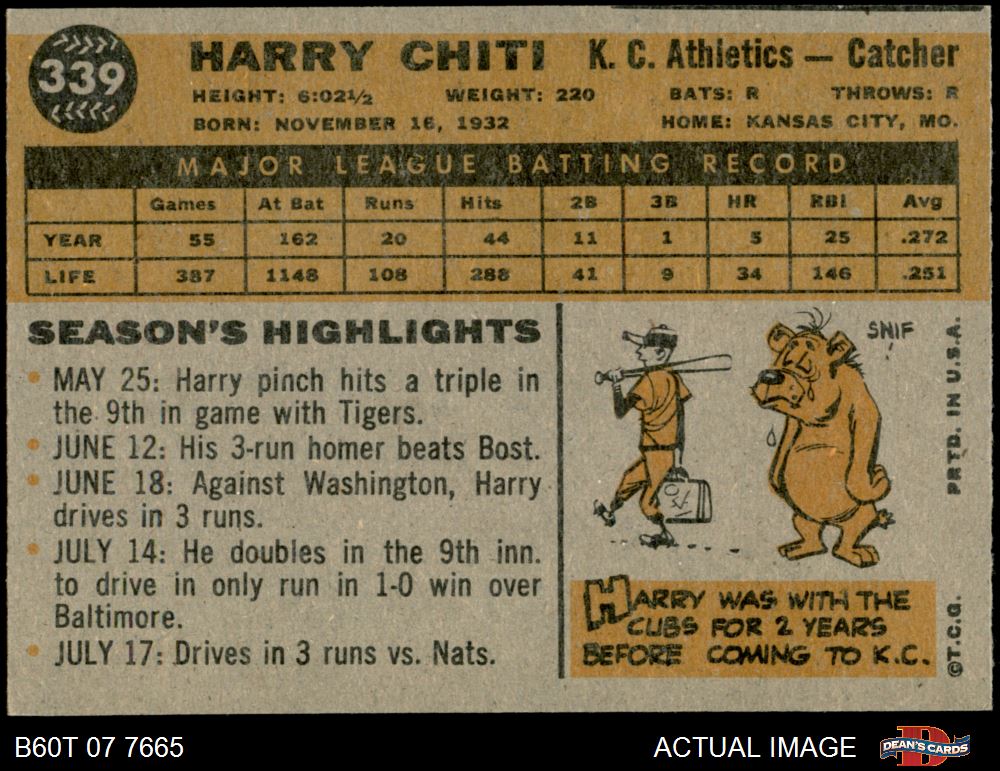 339
HARRY CHITI K. C. Athletics — Catcher
HEIGHT: 6:02½ WEIGHT: 220 BATS: R THROWS: R
BORN: NOVEMBER 16, 1932 HOME: KANSAS CITY, MO.
MAJOR LEAGUE BATTING RECORD
Games At Bat Runs Hits 2B 3B HR RBI Avg
YEAR 55 162 20 44 11 1 5 25 .272
LIFE 387 1148 108 288 41 9 34 146 .251
SEASON'S HIGHLIGHTS
• MAY 25: Harry pinch hits a triple in
the 9th in game with Tigers.
• JUNE 12: His 3-run homer beats Bost.
• JUNE 18: Against Washington, Harry
drives in 3 runs.
• JULY 14: He doubles in the 9th inn.
to drive in only run in 1-0 win over
Baltimore.
• JULY 17: Drives in 3 runs vs. Nats.
SNIF
HARRY WAS WITH THE
CUBS FOR 2 YEARS
BEFORE COMING TO K.C.
©T.C.G. PRTD. IN U.S.A.
B60T 07 7665 ACTUAL IMAGE DEAN'S CARDS